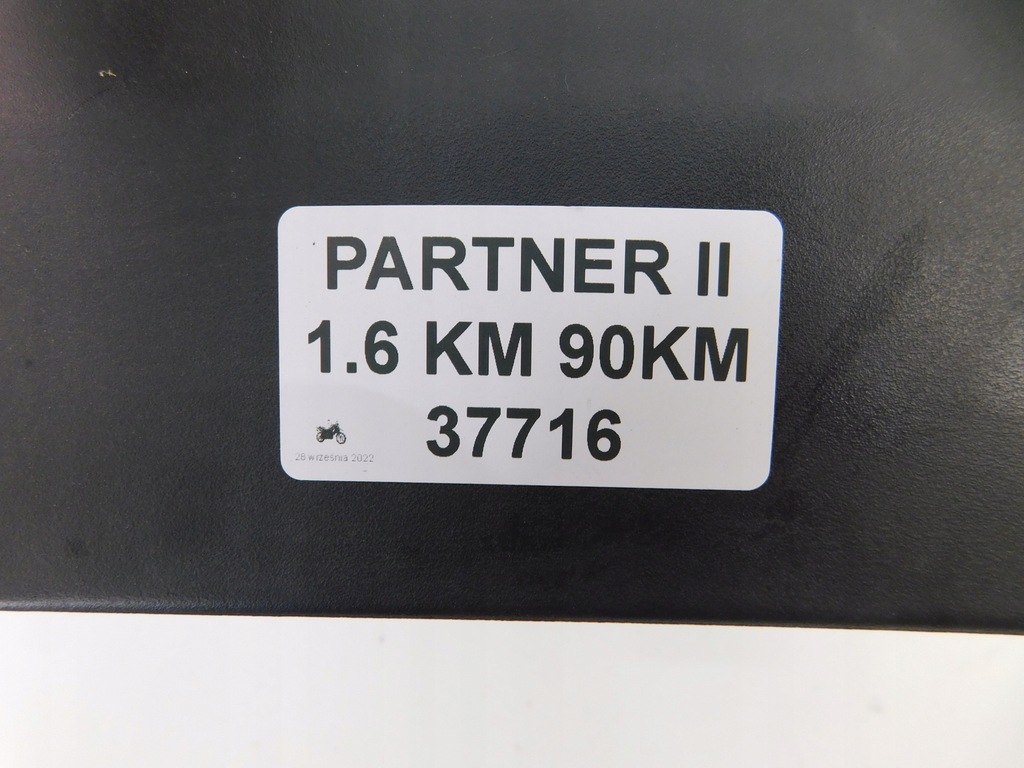 PARTNER II
1.6 KM 90KM
37716
28 września 2022